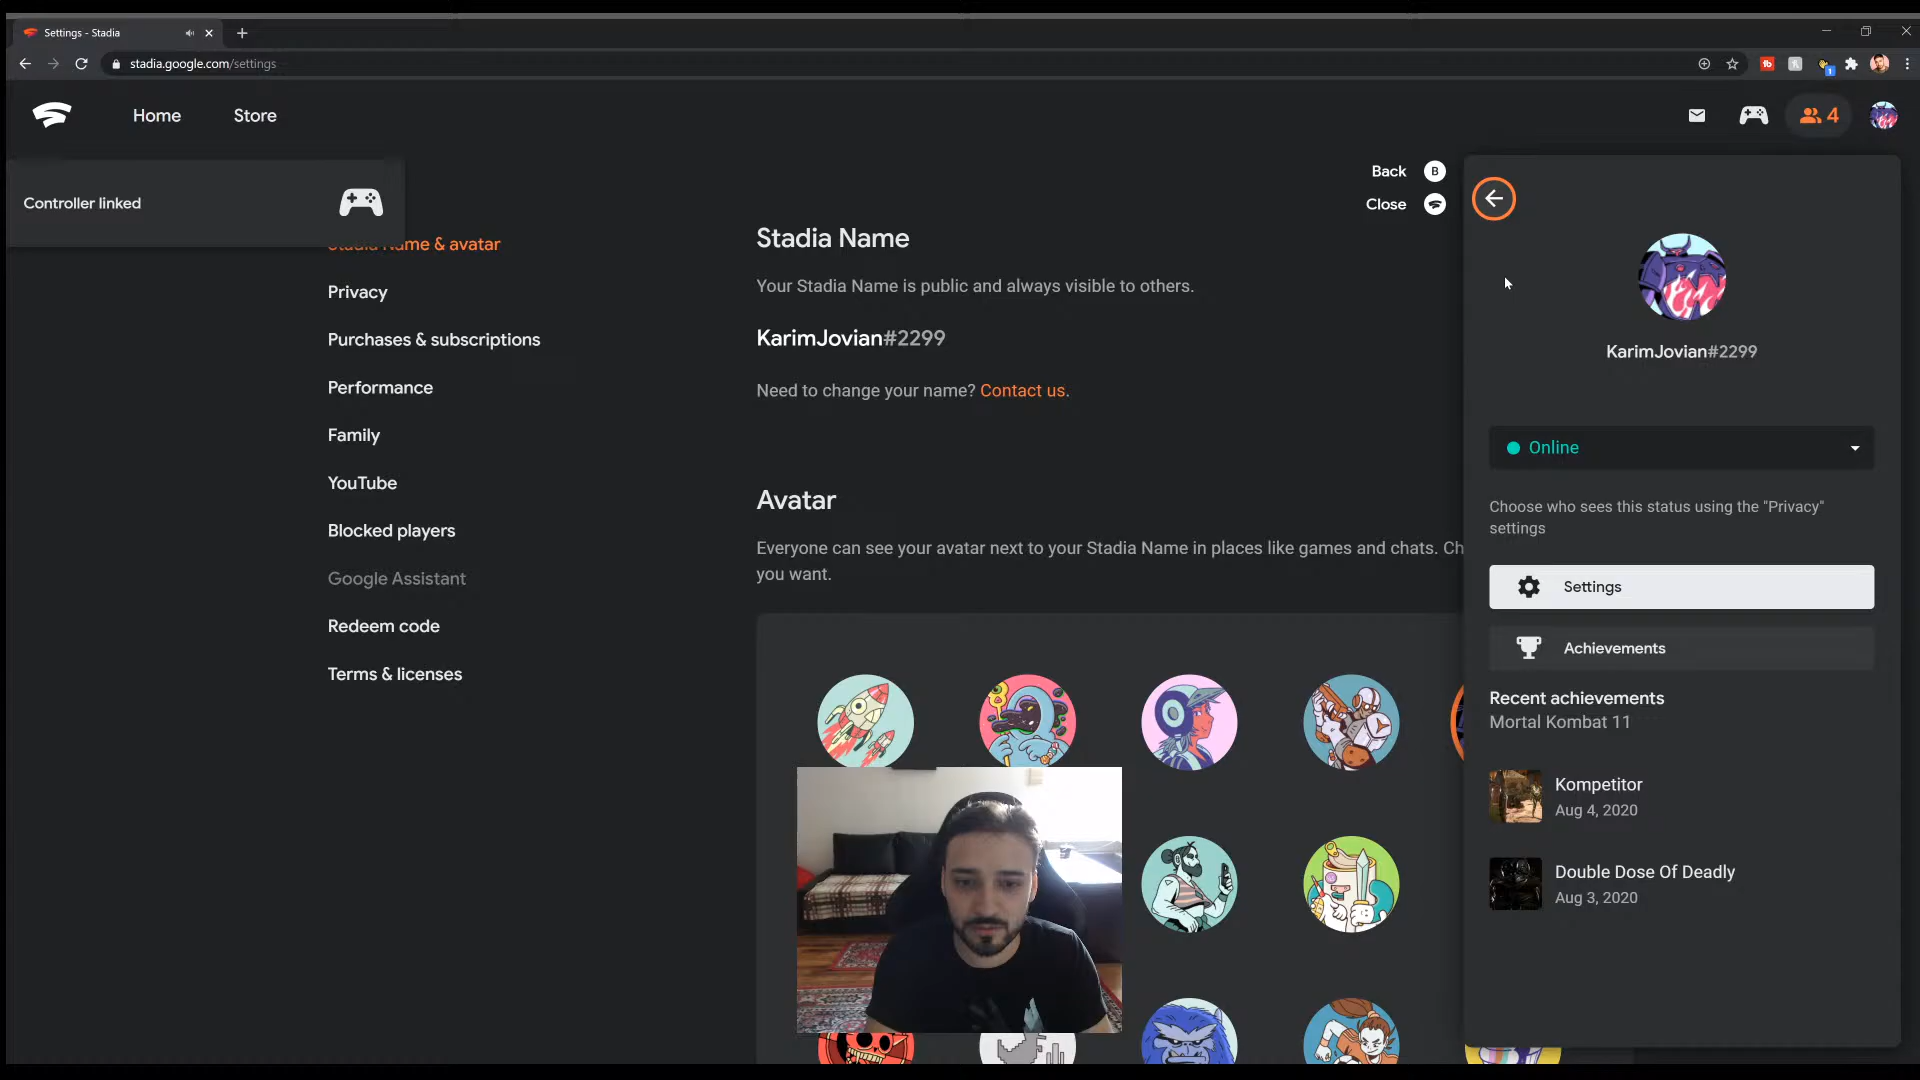 Settings - Stadia
stadia.google.com/settings
1
Home
Store
4
Controller linked
Back
B
Close
Stadia Name & avatar
Privacy
Purchases & subscriptions
Performance
Family
YouTube
Blocked players
Google Assistant
Redeem code
Terms & licenses
Stadia Name
Your Stadia Name is public and always visible to others.
KarimJovian#2299
Need to change your name? Contact us.
Avatar
Everyone can see your avatar next to your Stadia Name in places like games and chats. Ch
you want.
KarimJovian#2299
Online
Choose who sees this status using the "Privacy"
settings
Settings
Achievements
Recent achievements
Mortal Kombat 11
Kompetitor
Aug 4, 2020
Double Dose Of Deadly
Aug 3, 2020